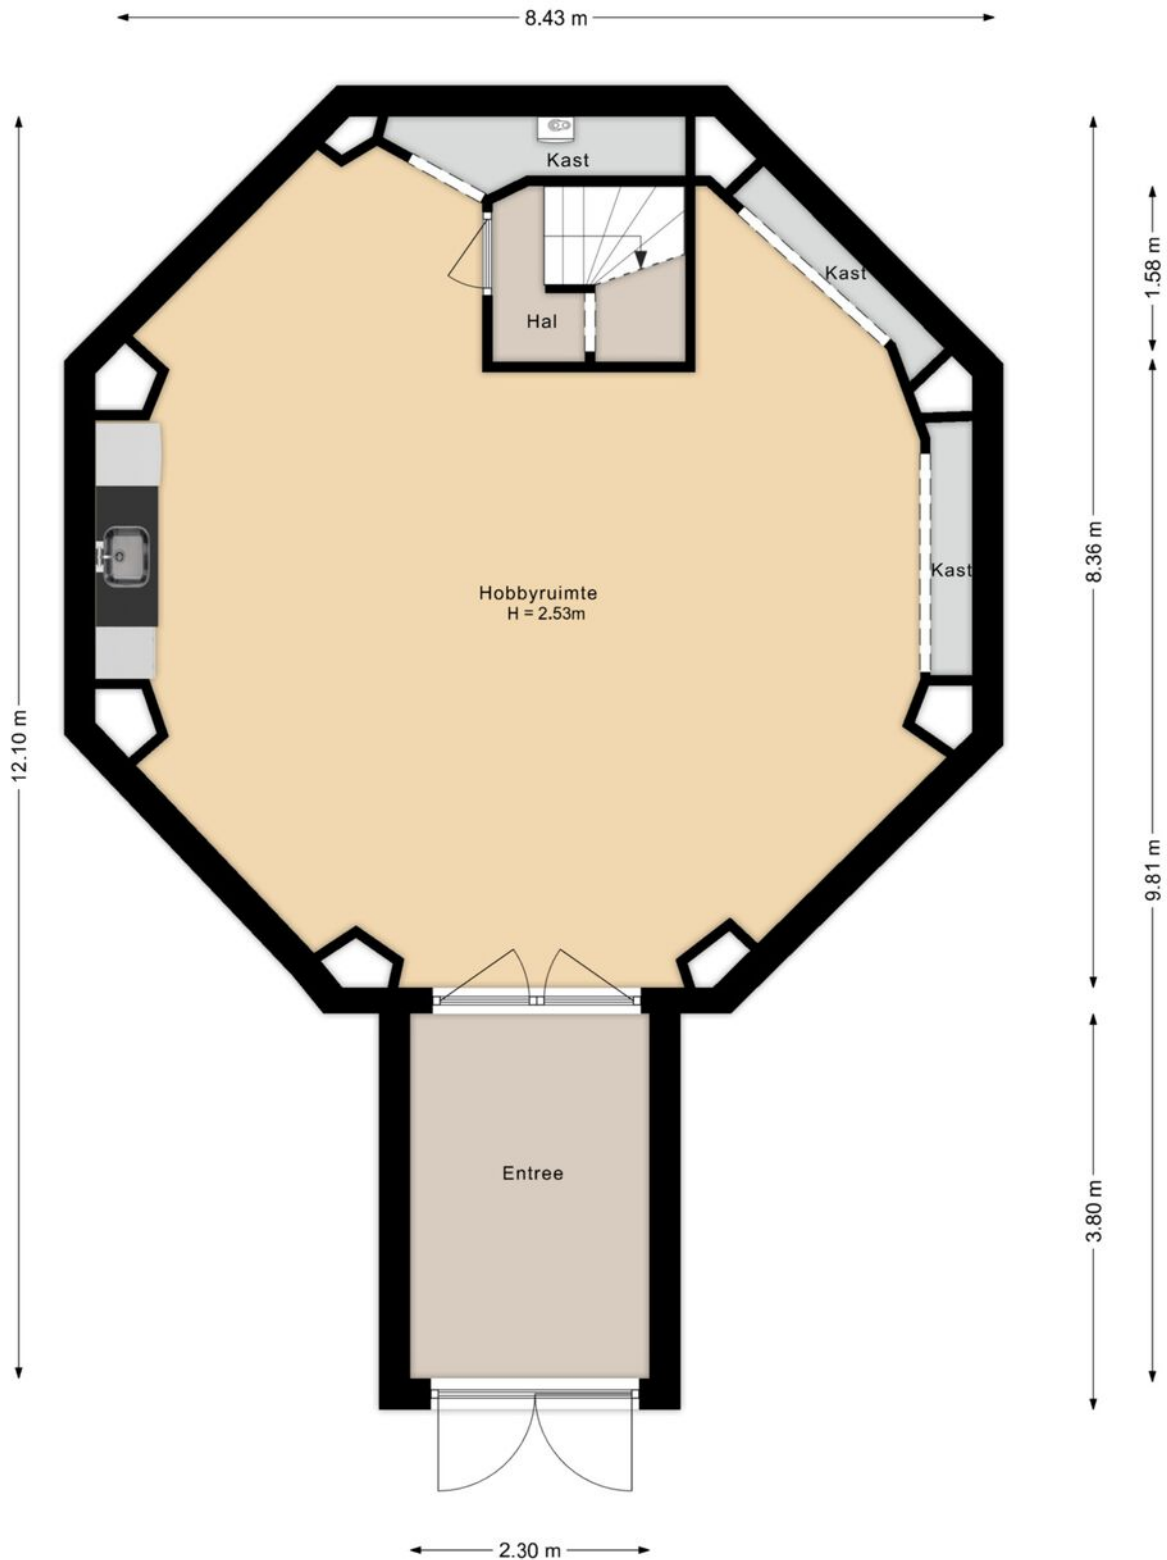 8.43 m
Kast
Kast
1.58 m
Hal
Kast
8.36 m
Hobbyruimte
H = 2.53m
12.10 m
9.81 m
Entree
3.80 m
2.30 m